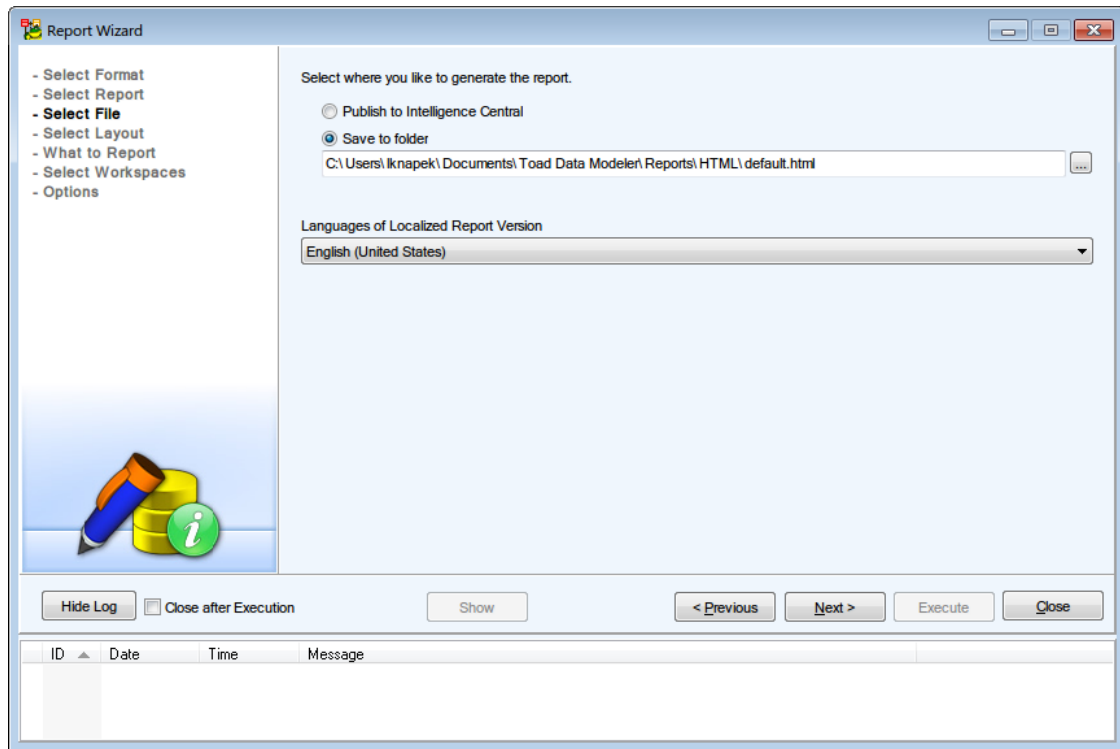 Report Wizard
- Select Format
- Select Report
- Select File
- Select Layout
- What to Report
- Select Workspaces
- Options
Select where you like to generate the report.
Publish to Intelligence Central
Save to folder
C:\Users\lknapek\Documents\Toad Data Modeler\Reports\HTML\default.html
...
Languages of Localized Report Version
English (United States)
Hide Log Close after Execution Show < Previous Next > Execute Close
ID Date Time Message